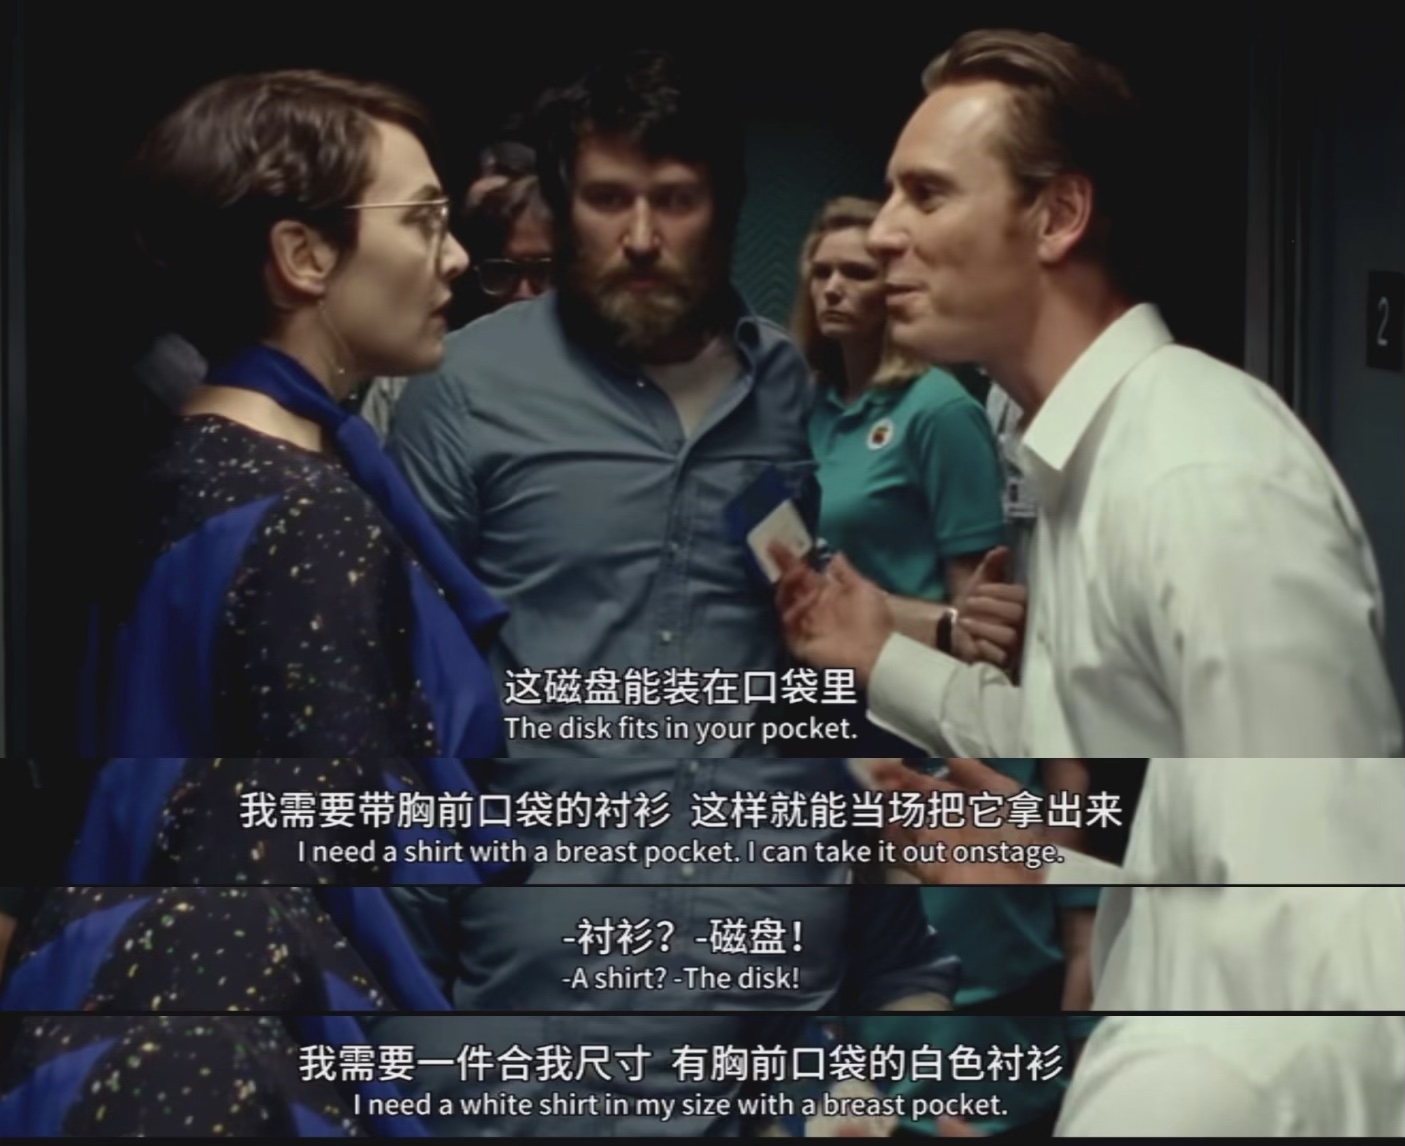 2
这磁盘能装在口袋里
The disk fits in your pocket.
我需要带胸前口袋的衬衫 这样就能当场把它拿出来
I need a shirt with a breast pocket. I can take it out onstage.
-衬衫？-磁盘！
-A shirt? -The disk!
我需要一件合我尺寸 有胸前口袋的白色衬衫
I need a white shirt in my size with a breast pocket.